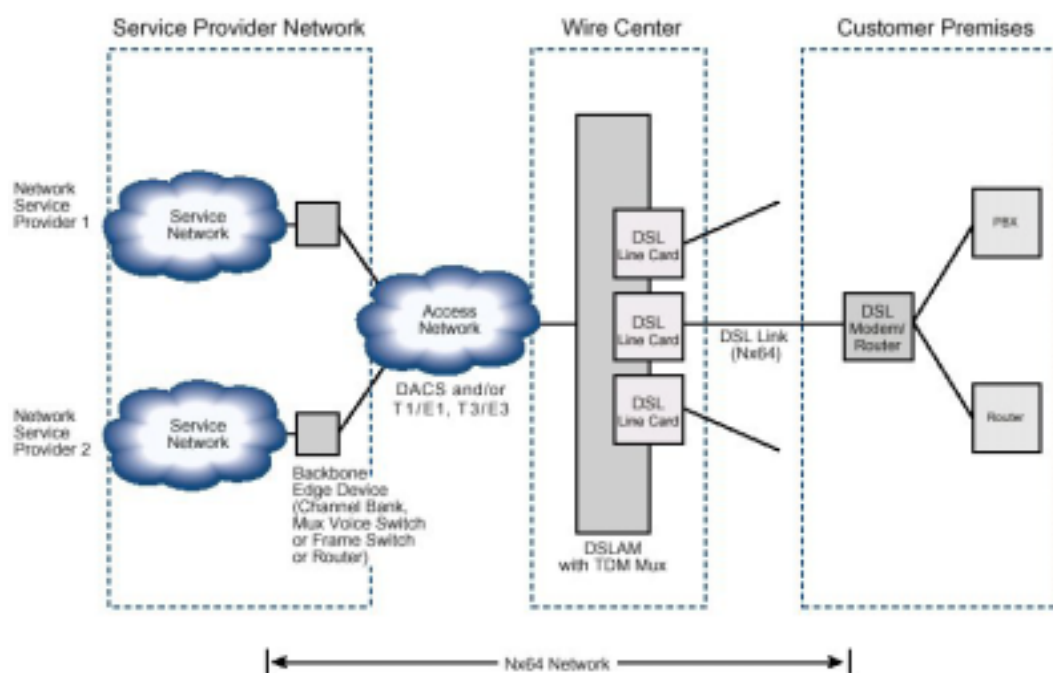 Service Provider Network
Wire Center
Customer Premises
Network
Service
Provider 1
Service
Network
Access
Network
DACS and/or
T1/E1, T3/E3
DSL
Line Card
DSL
Line Card
DSL
Line Card
DSL Link
(Nx64)
DSL
Modem/
Router
PBX
Router
Network
Service
Provider 2
Service
Network
Backbone
Edge Device
(Channel Bank,
Mux Voice Switch
or Frame Switch
or Router)
DSLAM
with TDM Mux
Nx64 Network